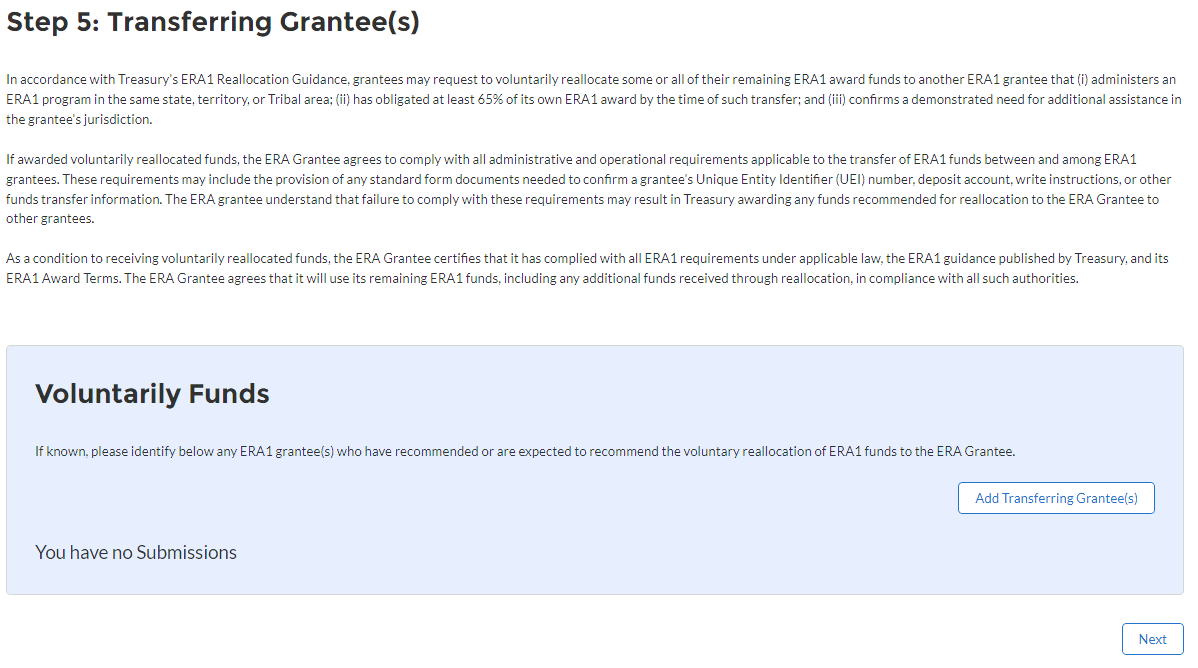 Step 5: Transferring Grantee(s)
In accordance with Treasury's ERA1 Reallocation Guidance, grantees may request to voluntarily reallocate some or all of their remaining ERA1 award funds to another ERA1 grantee that (i) administers an
ERA1 program in the same state, territory, or Tribal area; (ii) has obligated at least 65% of its own ERA1 award by the time of such transfer; and (iii) confirms a demonstrated need for additional assistance in
the grantee's jurisdiction.
If awarded voluntarily reallocated funds, the ERA Grantee agrees to comply with all administrative and operational requirements applicable to the transfer of ERA1 funds between and among ERA1
grantees. These requirements may include the provision of any standard form documents needed to confirm a grantee's Unique Entity Identifier (UEI) number, deposit account, write instructions, or other
funds transfer information. The ERA grantee understand that failure to comply with these requirements may result in Treasury awarding any funds recommended for reallocation to the ERA Grantee to
other grantees.
As a condition to receiving voluntarily reallocated funds, the ERA Grantee certifies that it has complied with all ERA1 requirements under applicable law, the ERA1 guidance published by Treasury, and its
ERA1 Award Terms. The ERA Grantee agrees that it will use its remaining ERA1 funds, including any additional funds received through reallocation, in compliance with all such authorities.
Voluntarily Funds
If known, please identify below any ERA1 grantee(s) who have recommended or are expected to recommend the voluntary reallocation of ERA1 funds to the ERA Grantee.
Add Transferring Grantee(s)
You have no Submissions
Next